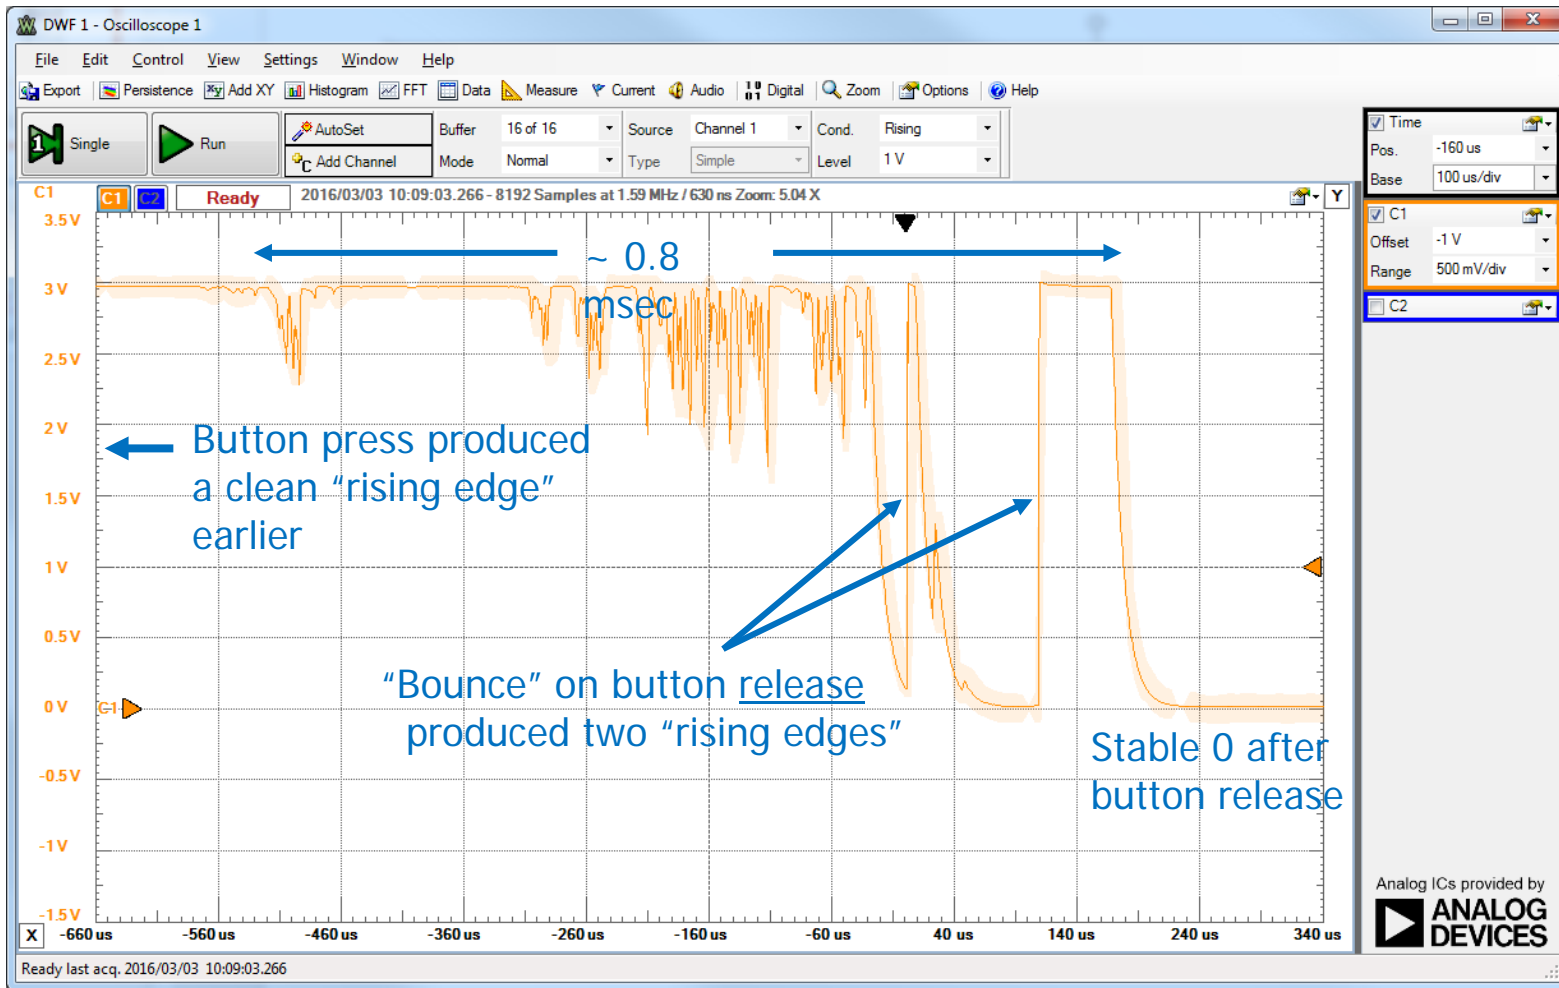 DWF 1 - Oscilloscope 1
File Edit Control View Settings Window Help
Export Persistence Add XY Histogram FFT Data Measure Current Audio Digital Zoom Options Help
Single Run AutoSet Buffer 16 of 16 Source Channel 1 Cond. Rising
Add Channel Mode Normal Type Simple Level 1 V
C1 C1 C2 Ready 2016/03/03 10:09:03.266 - 8192 Samples at 1.59 MHz / 630 ns Zoom: 5.04 X Y
Time
Pos. -160 us
Base 100 us/div
C1
Offset -1 V
Range 500 mV/div
C2
3.5 V
3 V
2.5 V
2 V
1.5 V
1 V
0.5 V
0 V
-0.5 V
-1 V
-1.5 V
C1
~ 0.8
msec
Button press produced
a clean “rising edge”
earlier
“Bounce” on button release
produced two “rising edges”
Stable 0 after
button release
X -660 us -560 us -460 us -360 us -260 us -160 us -60 us 40 us 140 us 240 us 340 us
Analog ICs provided by
ANALOG
DEVICES
Ready last acq. 2016/03/03 10:09:03.266